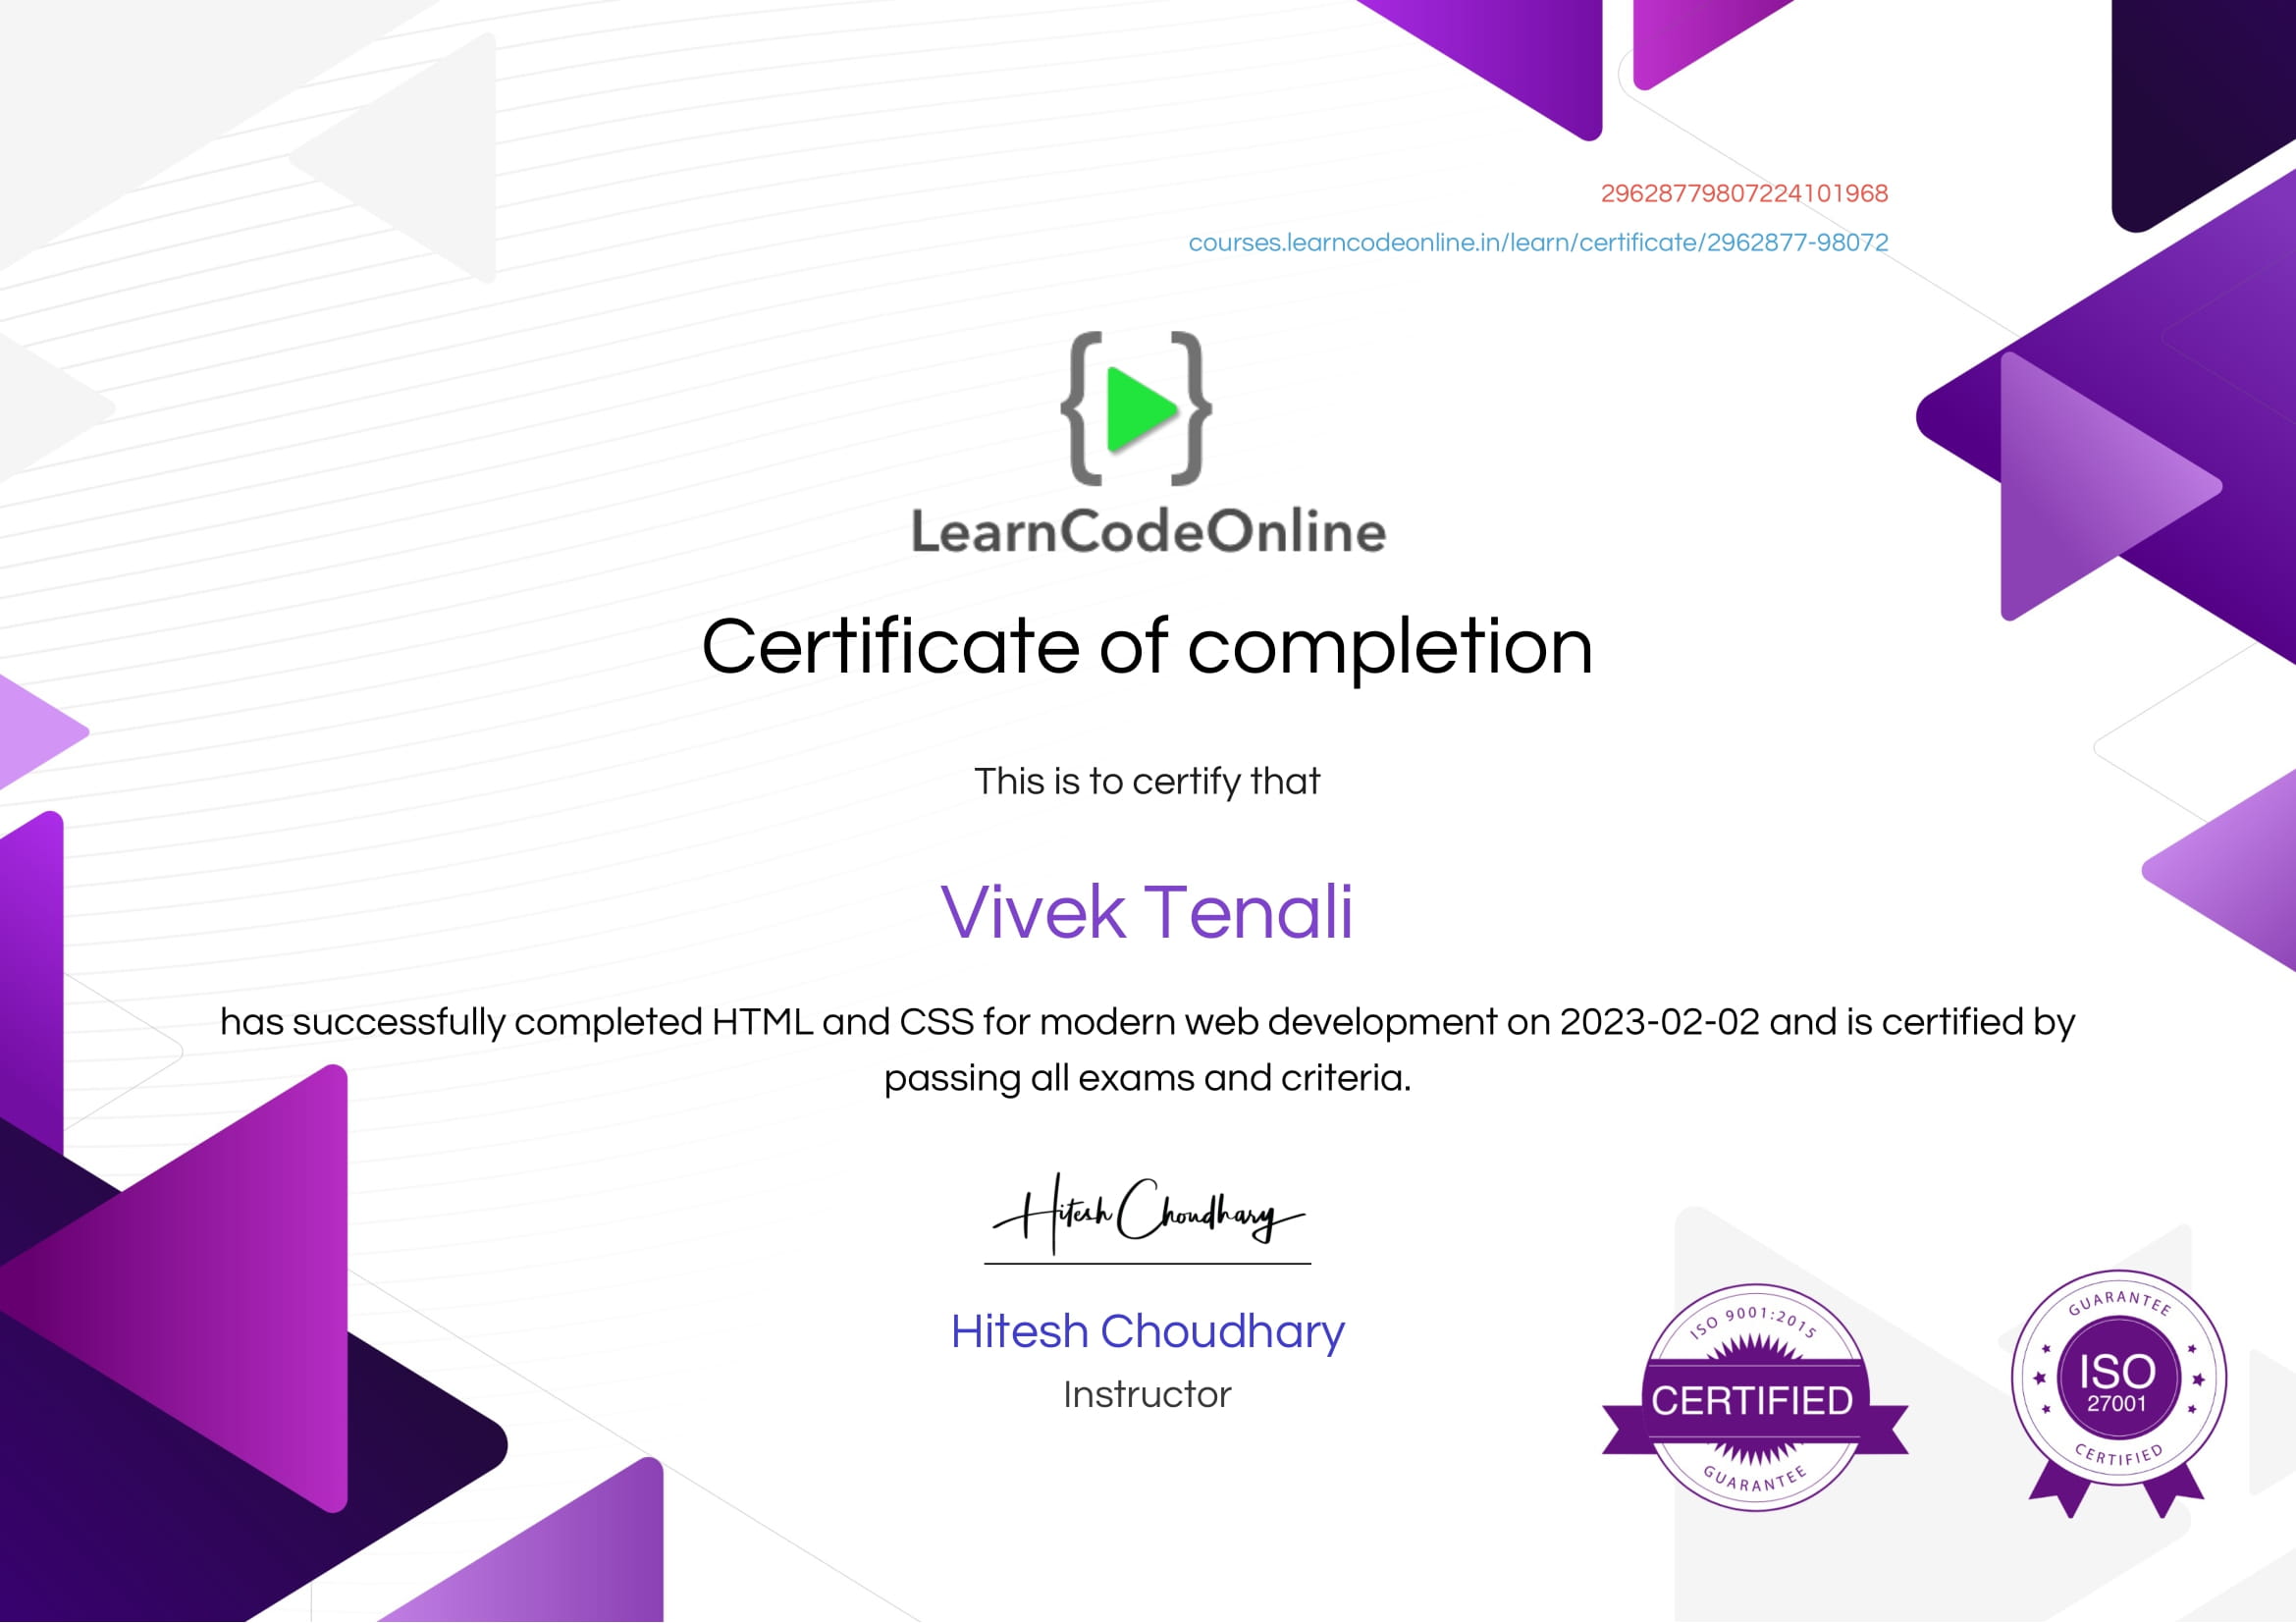 29628779807224101968
courses.learncodeonline.in/learn/certificate/2962877-98072
LearnCodeOnline
Certificate of completion
This is to certify that
Vivek Tenali
has successfully completed HTML and CSS for modern web development on 2023-02-02 and is certified by
passing all exams and criteria.
Hitesh Choudhary
Hitesh Choudhary
Instructor
ISO 9001:2015
CERTIFIED
GUARANTEE
GUARANTEE
ISO
27001
CERTIFIED